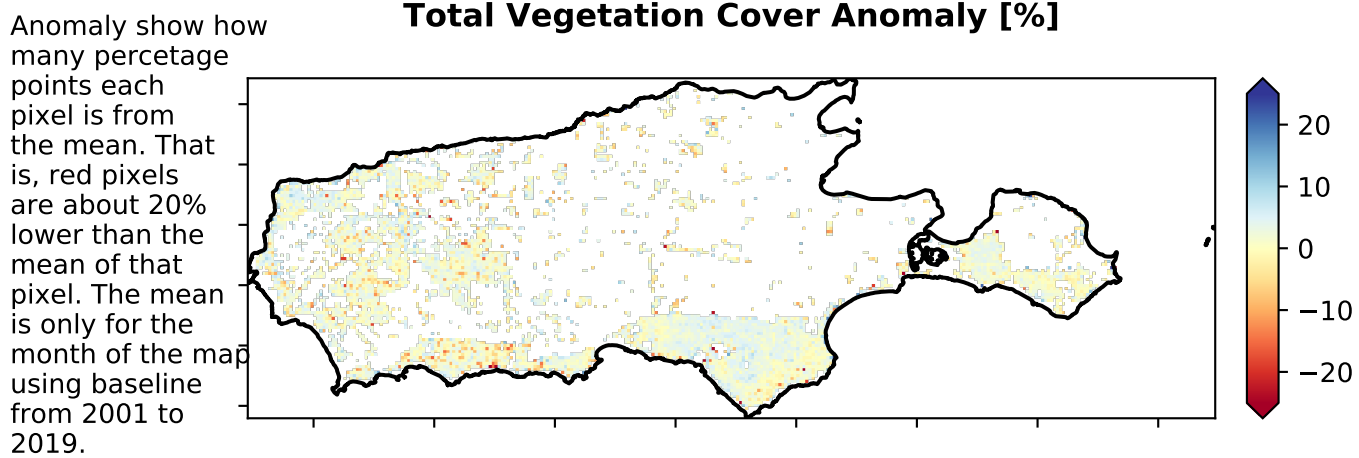 Total Vegetation Cover Anomaly [%]
Anomaly show how
many percetage
points each
pixel is from
the mean. That
is, red pixels
are about 20%
lower than the
mean of that
pixel. The mean
is only for the
month of the map
using baseline
from 2001 to
2019.
20
10
0
−10
−20